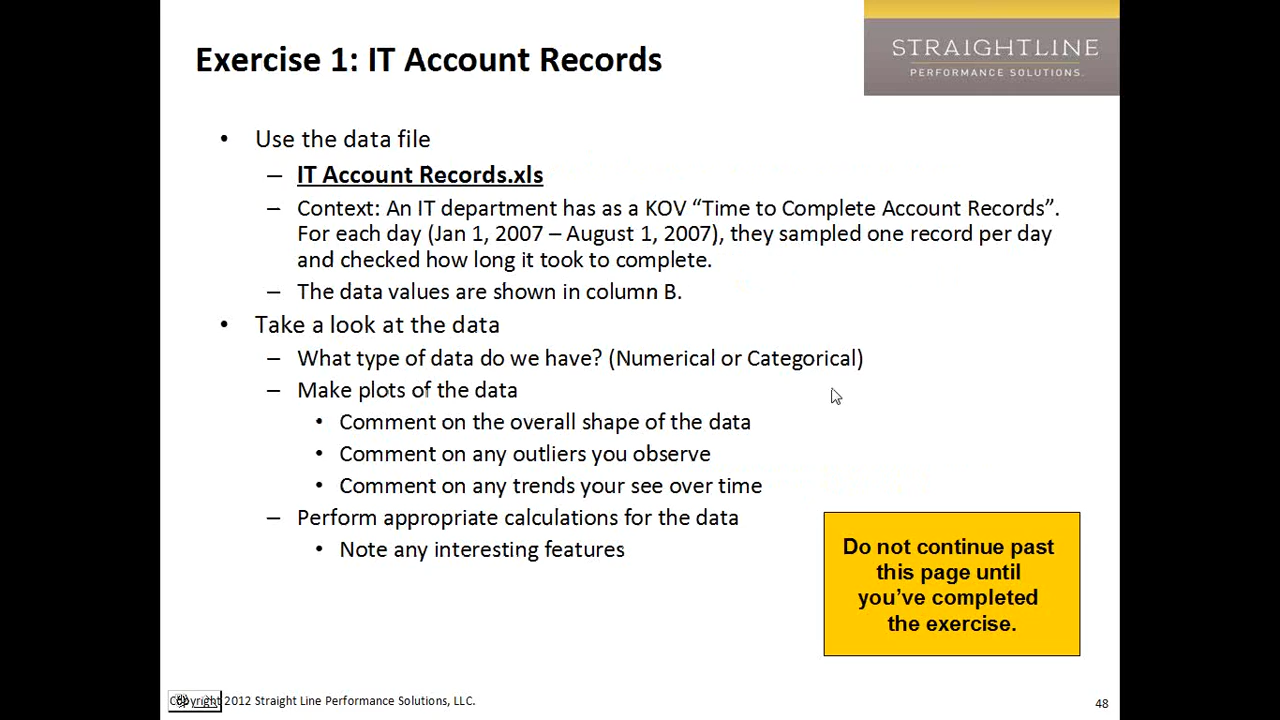 Exercise 1: IT Account Records
STRAIGHTLINE
PERFORMANCE SOLUTIONS.
• Use the data file
– IT Account Records.xls
– Context: An IT department has as a KOV “Time to Complete Account Records”.
For each day (Jan 1, 2007 – August 1, 2007), they sampled one record per day
and checked how long it took to complete.
– The data values are shown in column B.
• Take a look at the data
– What type of data do we have? (Numerical or Categorical)
– Make plots of the data
• Comment on the overall shape of the data
• Comment on any outliers you observe
• Comment on any trends your see over time
– Perform appropriate calculations for the data
• Note any interesting features
Do not continue past
this page until
you’ve completed
the exercise.
Copyright 2012 Straight Line Performance Solutions, LLC.
48